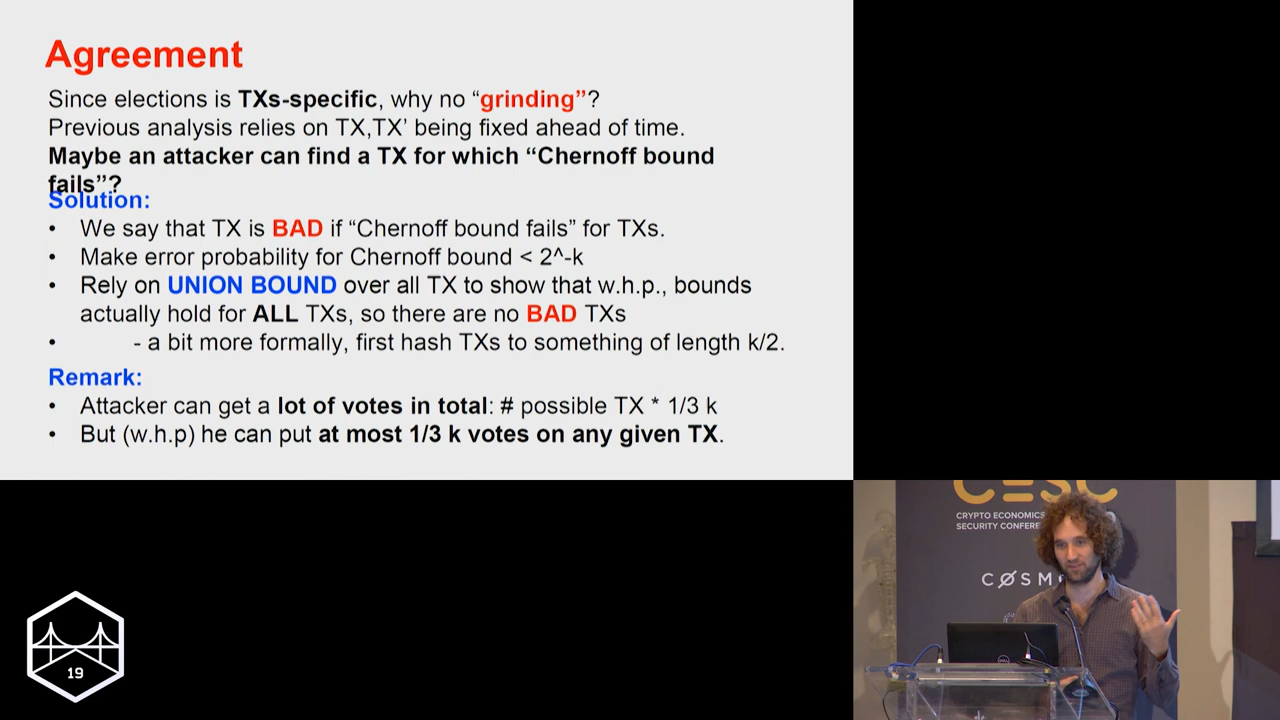 Agreement
Since elections is TXs-specific, why no “grinding”?
Previous analysis relies on TX,TX’ being fixed ahead of time.
Maybe an attacker can find a TX for which “Chernoff bound
fails”?
Solution:
• We say that TX is BAD if “Chernoff bound fails” for TXs.
• Make error probability for Chernoff bound < 2^-k
• Rely on UNION BOUND over all TX to show that w.h.p., bounds
actually hold for ALL TXs, so there are no BAD TXs
• - a bit more formally, first hash TXs to something of length k/2.
Remark:
• Attacker can get a lot of votes in total: # possible TX * 1/3 k
• But (w.h.p) he can put at most 1/3 k votes on any given TX.
CESC
CRYPTO ECONOMICS
SECURITY CONFERE
CØSM
DELL
19